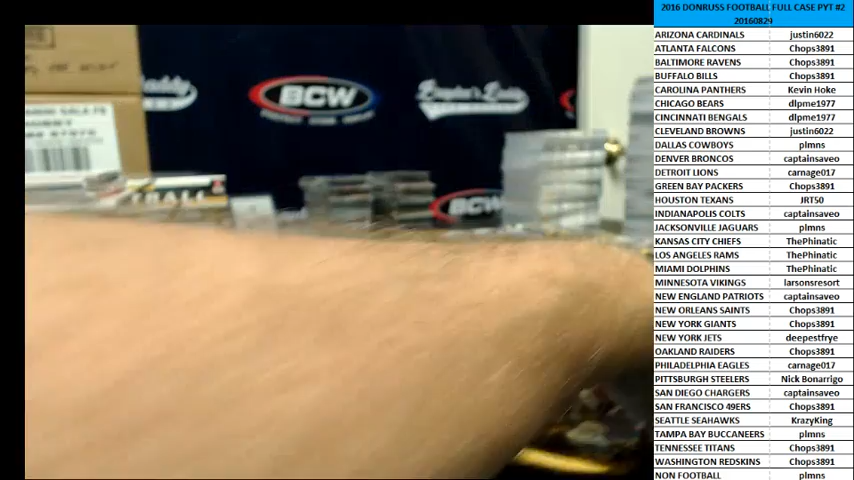 2016 DONRUSS FOOTBALL FULL CASE PYT #2
20160829
ARIZONA CARDINALS justin6022
ATLANTA FALCONS Chops3891
BALTIMORE RAVENS Chops3891
BUFFALO BILLS Chops3891
CAROLINA PANTHERS Kevin Hoke
CHICAGO BEARS dlpme1977
CINCINNATI BENGALS dlpme1977
CLEVELAND BROWNS justin6022
DALLAS COWBOYS plmns
DENVER BRONCOS captainsaveo
DETROIT LIONS carnage017
GREEN BAY PACKERS Chops3891
HOUSTON TEXANS JRT50
INDIANAPOLIS COLTS captainsaveo
JACKSONVILLE JAGUARS plmns
KANSAS CITY CHIEFS ThePhinatic
LOS ANGELES RAMS ThePhinatic
MIAMI DOLPHINS ThePhinatic
MINNESOTA VIKINGS larsonsresort
NEW ENGLAND PATRIOTS captainsaveo
NEW ORLEANS SAINTS Chops3891
NEW YORK GIANTS Chops3891
NEW YORK JETS deepestfrye
OAKLAND RAIDERS Chops3891
PHILADELPHIA EAGLES carnage017
PITTSBURGH STEELERS Nick Bonarrigo
SAN DIEGO CHARGERS captainsaveo
SAN FRANCISCO 49ERS Chops3891
SEATTLE SEAHAWKS KrazyKing
TAMPA BAY BUCCANEERS plmns
TENNESSEE TITANS Chops3891
WASHINGTON REDSKINS Chops3891
NON FOOTBALL plmns
BCW
BCW